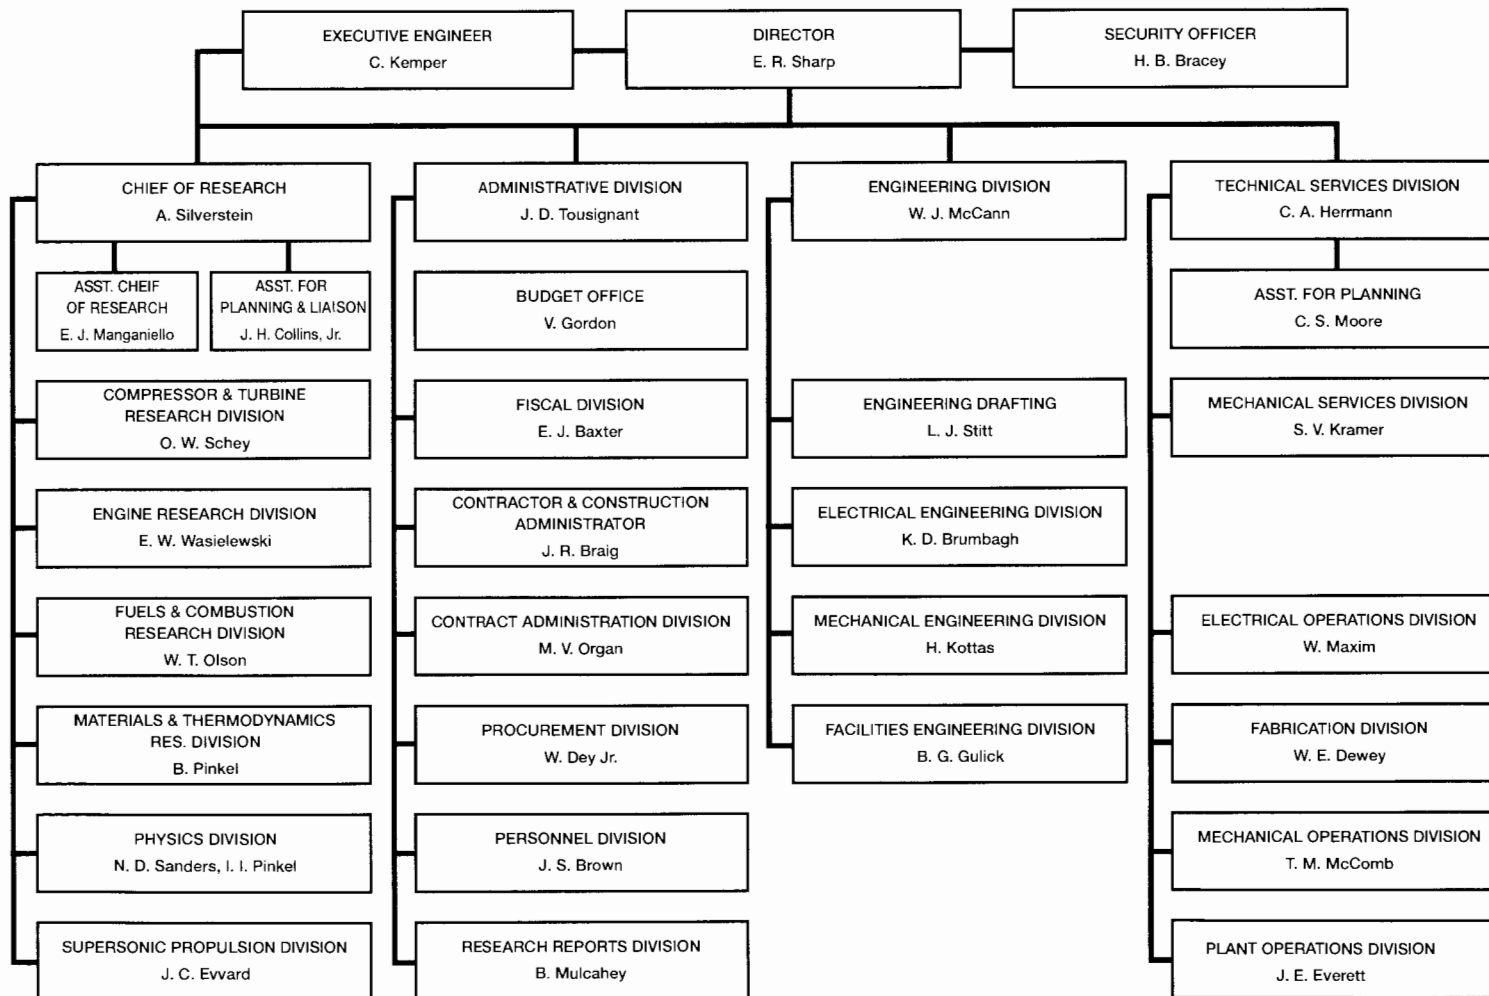 EXECUTIVE ENGINEER
C. Kemper
DIRECTOR
E. R. Sharp
SECURITY OFFICER
H. B. Bracey
CHIEF OF RESEARCH
A. Silverstein
ASST. CHEIF
OF RESEARCH
E. J. Manganiello
ASST. FOR
PLANNING & LIAISON
J. H. Collins, Jr.
COMPRESSOR & TURBINE
RESEARCH DIVISION
O. W. Schey
ENGINE RESEARCH DIVISION
E. W. Wasielewski
FUELS & COMBUSTION
RESEARCH DIVISION
W. T. Olson
MATERIALS & THERMODYNAMICS
RES. DIVISION
B. Pinkel
PHYSICS DIVISION
N. D. Sanders, I. I. Pinkel
SUPERSONIC PROPULSION DIVISION
J. C. Evvard
ADMINISTRATIVE DIVISION
J. D. Tousignant
BUDGET OFFICE
V. Gordon
FISCAL DIVISION
E. J. Baxter
CONTRACTOR & CONSTRUCTION
ADMINISTRATOR
J. R. Braig
CONTRACT ADMINISTRATION DIVISION
M. V. Organ
PROCUREMENT DIVISION
W. Dey Jr.
PERSONNEL DIVISION
J. S. Brown
RESEARCH REPORTS DIVISION
B. Mulcahey
ENGINEERING DIVISION
W. J. McCann
ENGINEERING DRAFTING
L. J. Stitt
ELECTRICAL ENGINEERING DIVISION
K. D. Brumbagh
MECHANICAL ENGINEERING DIVISION
H. Kottas
FACILITIES ENGINEERING DIVISION
B. G. Gulick
TECHNICAL SERVICES DIVISION
C. A. Herrmann
ASST. FOR PLANNING
C. S. Moore
MECHANICAL SERVICES DIVISION
S. V. Kramer
ELECTRICAL OPERATIONS DIVISION
W. Maxim
FABRICATION DIVISION
W. E. Dewey
MECHANICAL OPERATIONS DIVISION
T. M. McComb
PLANT OPERATIONS DIVISION
J. E. Everett